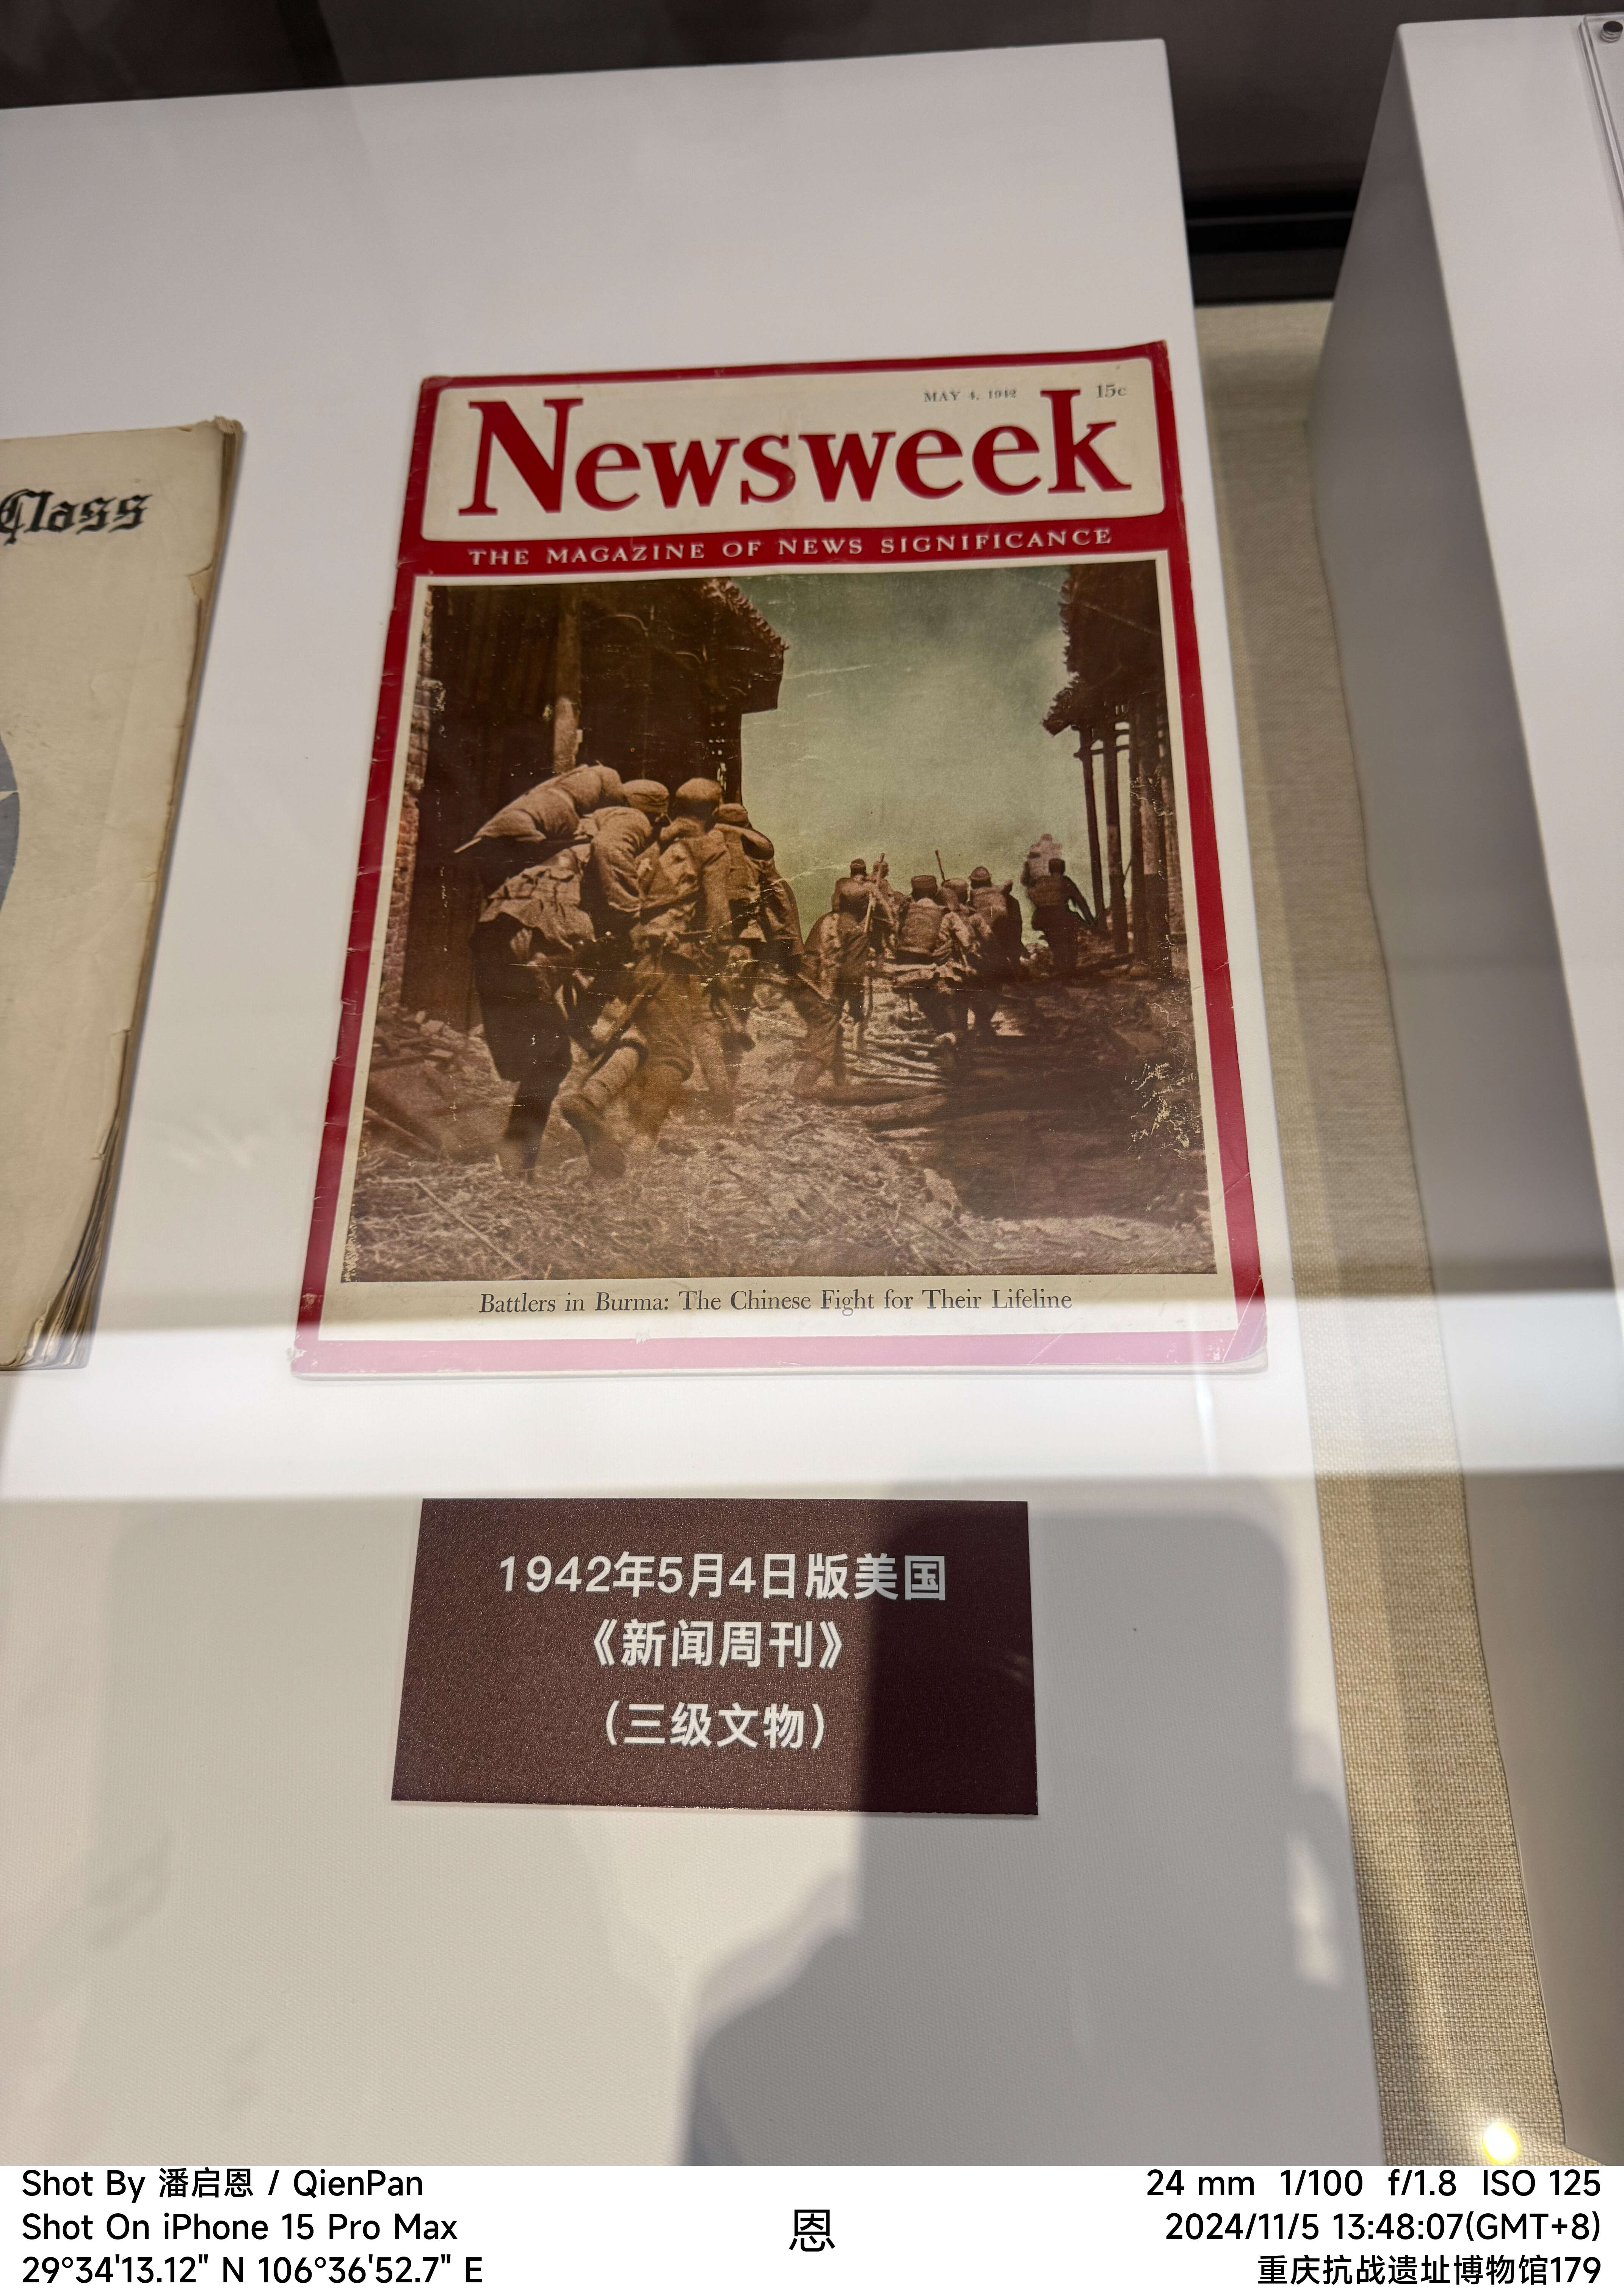 Class
MAY 4, 1942
15c
Newsweek
THE MAGAZINE OF NEWS SIGNIFICANCE
Battlers in Burma: The Chinese Fight for Their Lifeline
1942年5月4日版美国
《新闻周刊》
(三级文物)
Shot By 潘启恩 / QienPan
Shot On iPhone 15 Pro Max
29°34'13.12" N 106°36'52.7" E
恩
24 mm 1/100 f/1.8 ISO 125
2024/11/5 13:48:07(GMT+8)
重庆抗战遗址博物馆179